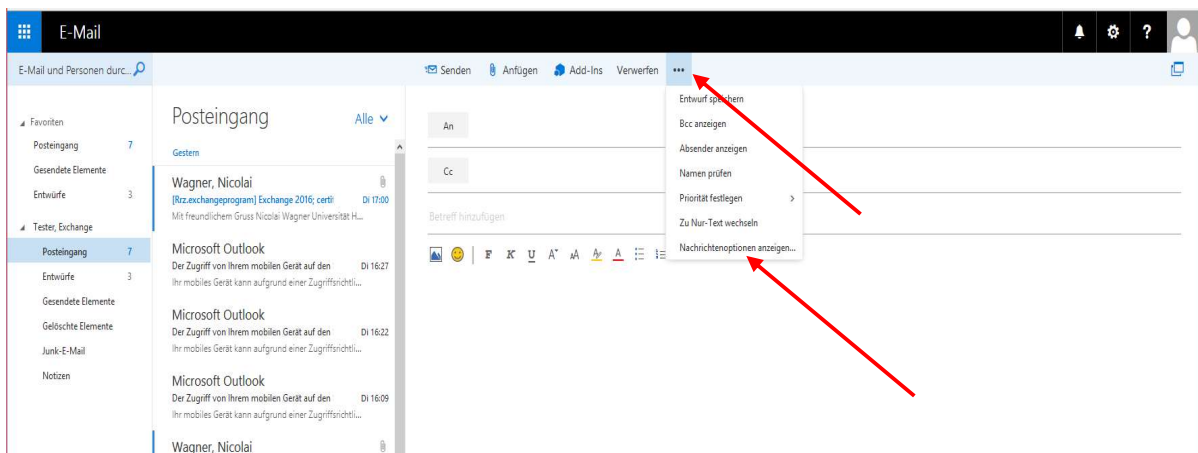 E-Mail
?
E-Mail und Personen durc...
Senden Anfügen Add-Ins Verwerfen •••
Favoriten
Posteingang 7
Gesendete Elemente
Entwürfe 3
Tester, Exchange
Posteingang 7
Entwürfe 3
Gesendete Elemente
Gelöschte Elemente
Junk-E-Mail
Notizen
Posteingang Alle
Gestern
Wagner, Nicolai
[Rrz.exchangeprogram] Exchange 2016; certi Di 17:00
Mit freundlichem Gruss Nicolai Wagner Universität H...
Microsoft Outlook
Der Zugriff von Ihrem mobilen Gerät auf den Di 16:27
Ihr mobiles Gerät kann aufgrund einer Zugriffsrichtli...
Microsoft Outlook
Der Zugriff von Ihrem mobilen Gerät auf den Di 16:22
Ihr mobiles Gerät kann aufgrund einer Zugriffsrichtli...
Microsoft Outlook
Der Zugriff von Ihrem mobilen Gerät auf den Di 16:09
Ihr mobiles Gerät kann aufgrund einer Zugriffsrichtli...
Wagner, Nicolai
An
Cc
Betreff hinzufügen
F K U A A A
Entwurf speichern
Bcc anzeigen
Absender anzeigen
Namen prüfen
Priorität festlegen >
Zu Nur-Text wechseln
Nachrichtenoptionen anzeigen...